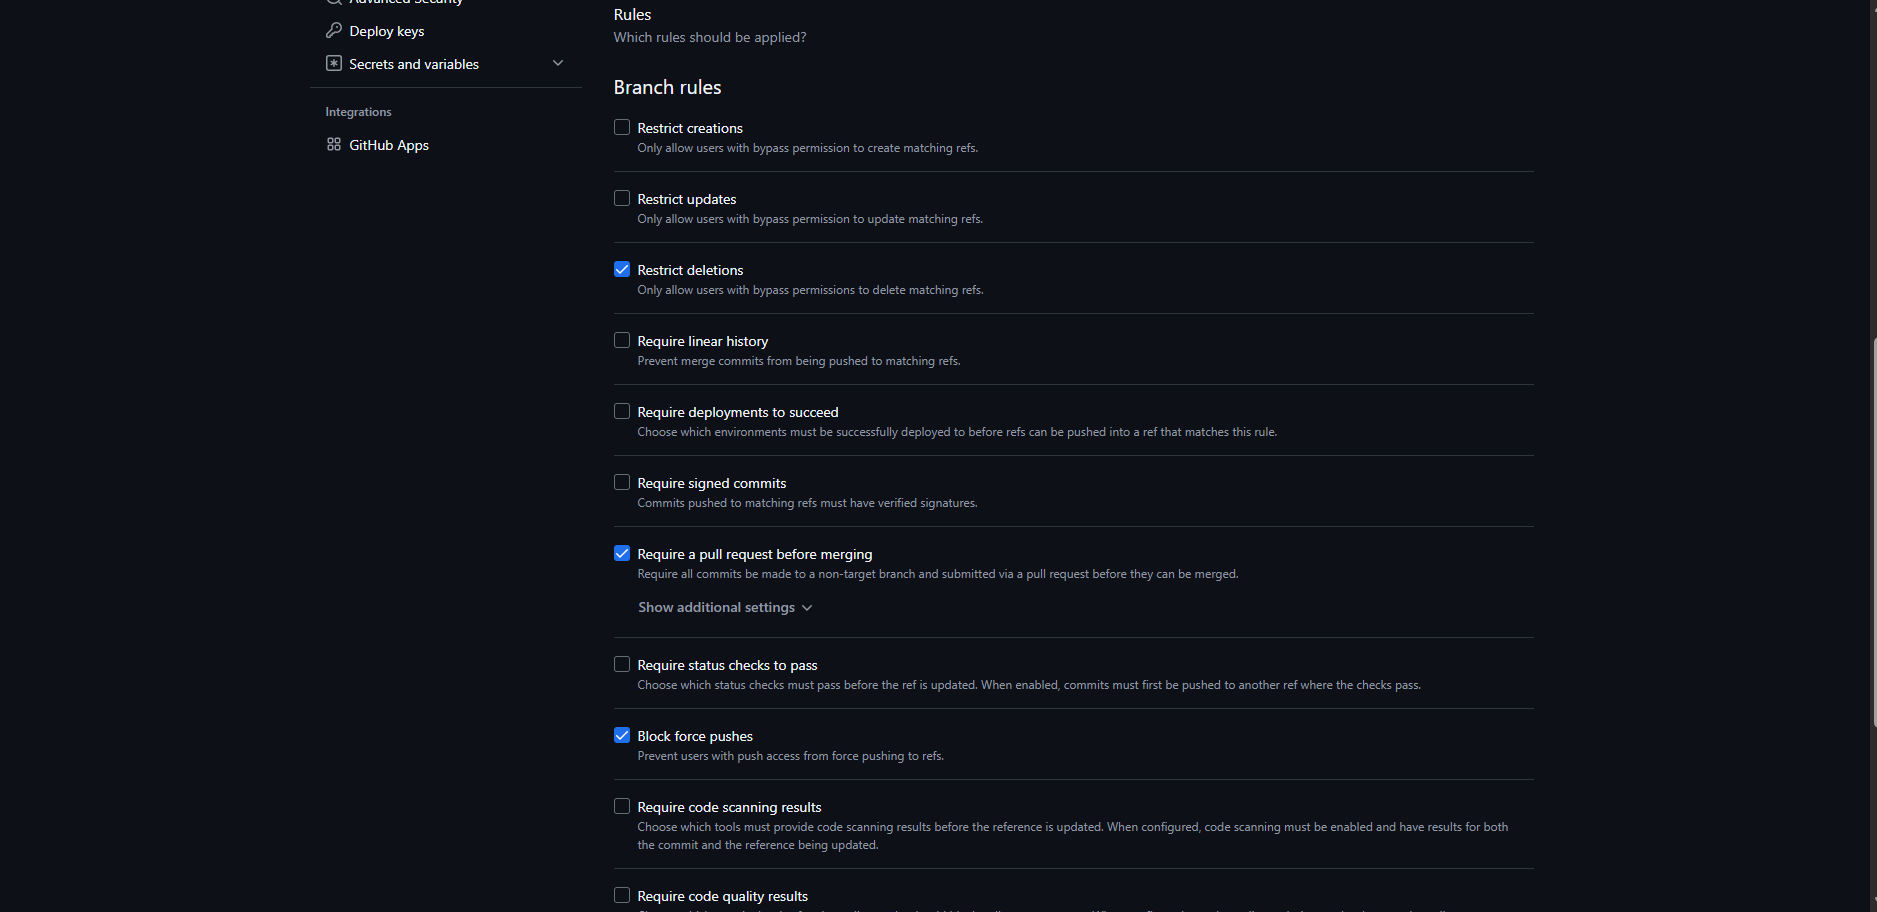 Advanced Security
Deploy keys
Secrets and variables
Integrations
GitHub Apps
Rules
Which rules should be applied?
Branch rules
Restrict creations
Only allow users with bypass permission to create matching refs.
Restrict updates
Only allow users with bypass permission to update matching refs.
Restrict deletions
Only allow users with bypass permissions to delete matching refs.
Require linear history
Prevent merge commits from being pushed to matching refs.
Require deployments to succeed
Choose which environments must be successfully deployed to before refs can be pushed into a ref that matches this rule.
Require signed commits
Commits pushed to matching refs must have verified signatures.
Require a pull request before merging
Require all commits be made to a non-target branch and submitted via a pull request before they can be merged.
Show additional settings
Require status checks to pass
Choose which status checks must pass before the ref is updated. When enabled, commits must first be pushed to another ref where the checks pass.
Block force pushes
Prevent users with push access from force pushing to refs.
Require code scanning results
Choose which tools must provide code scanning results before the reference is updated. When configured, code scanning must be enabled and have results for both
the commit and the reference being updated.
Require code quality results